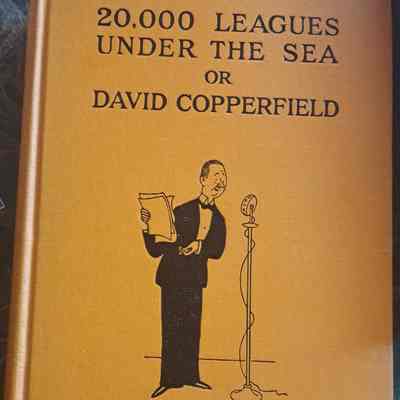 20.000 LEAGUES
UNDER THE SEA
OR
DAVID COPPERFIELD